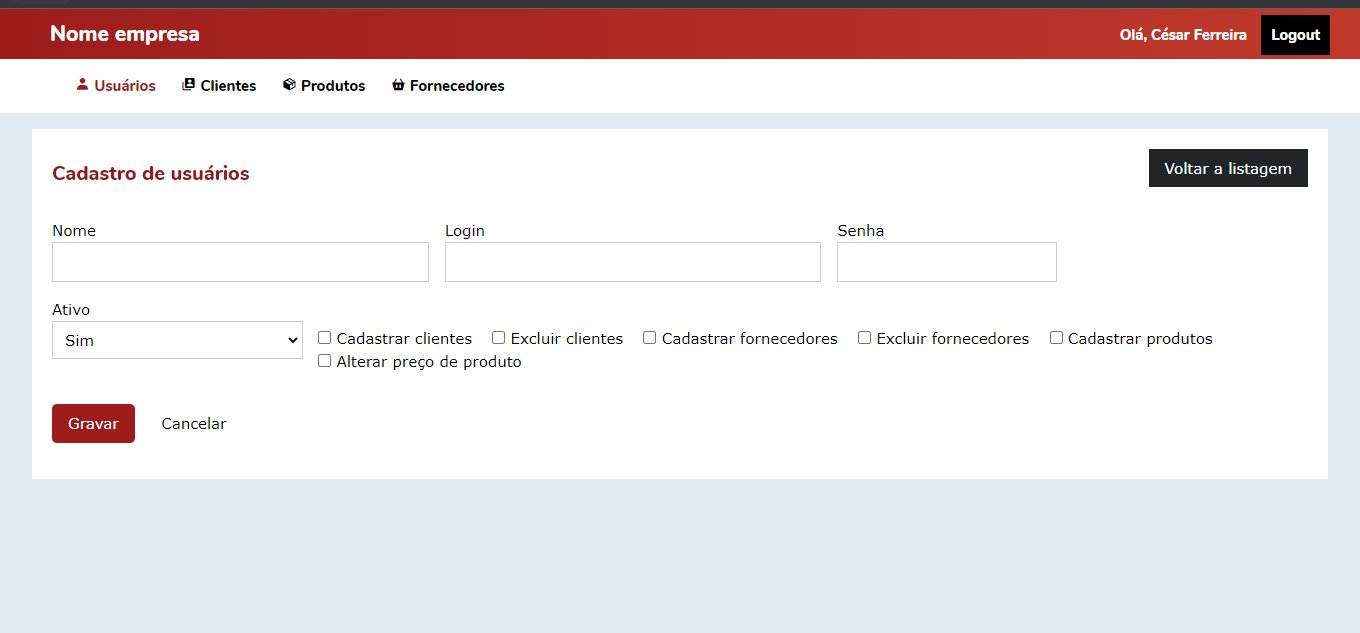 Nome empresa
Olá, César Ferreira Logout
Usuários Clientes Produtos Fornecedores
Cadastro de usuários
Voltar a listagem
Nome Login Senha
Ativo
Sim
Cadastrar clientes Excluir clientes Cadastrar fornecedores Excluir fornecedores Cadastrar produtos
Alterar preço de produto
Gravar Cancelar